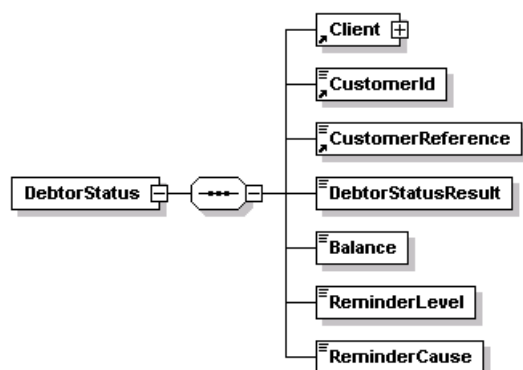 Client
CustomerId
CustomerReference
DebtorStatus
DebtorStatusResult
Balance
ReminderLevel
ReminderCause